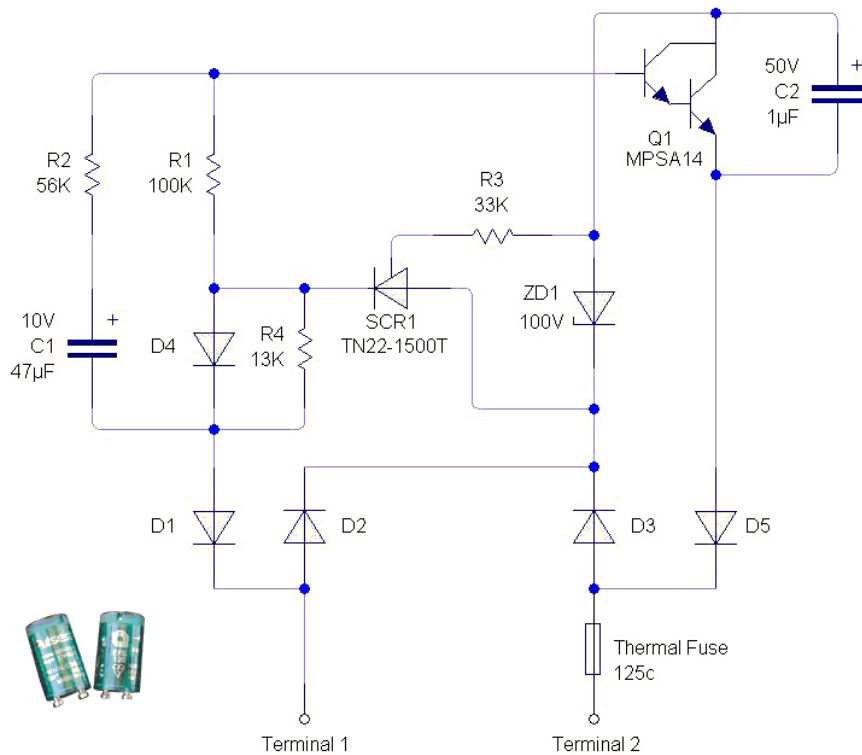 50V
+
C2
1µF
Q1
MPSA14
R2
56K
R1
100K
R3
33K
10V
+
C1
47µF
D4
R4
13K
SCR1
TN22-1500T
ZD1
100V
D1
D2
D3
D5
Thermal Fuse
125c
Terminal 1
Terminal 2